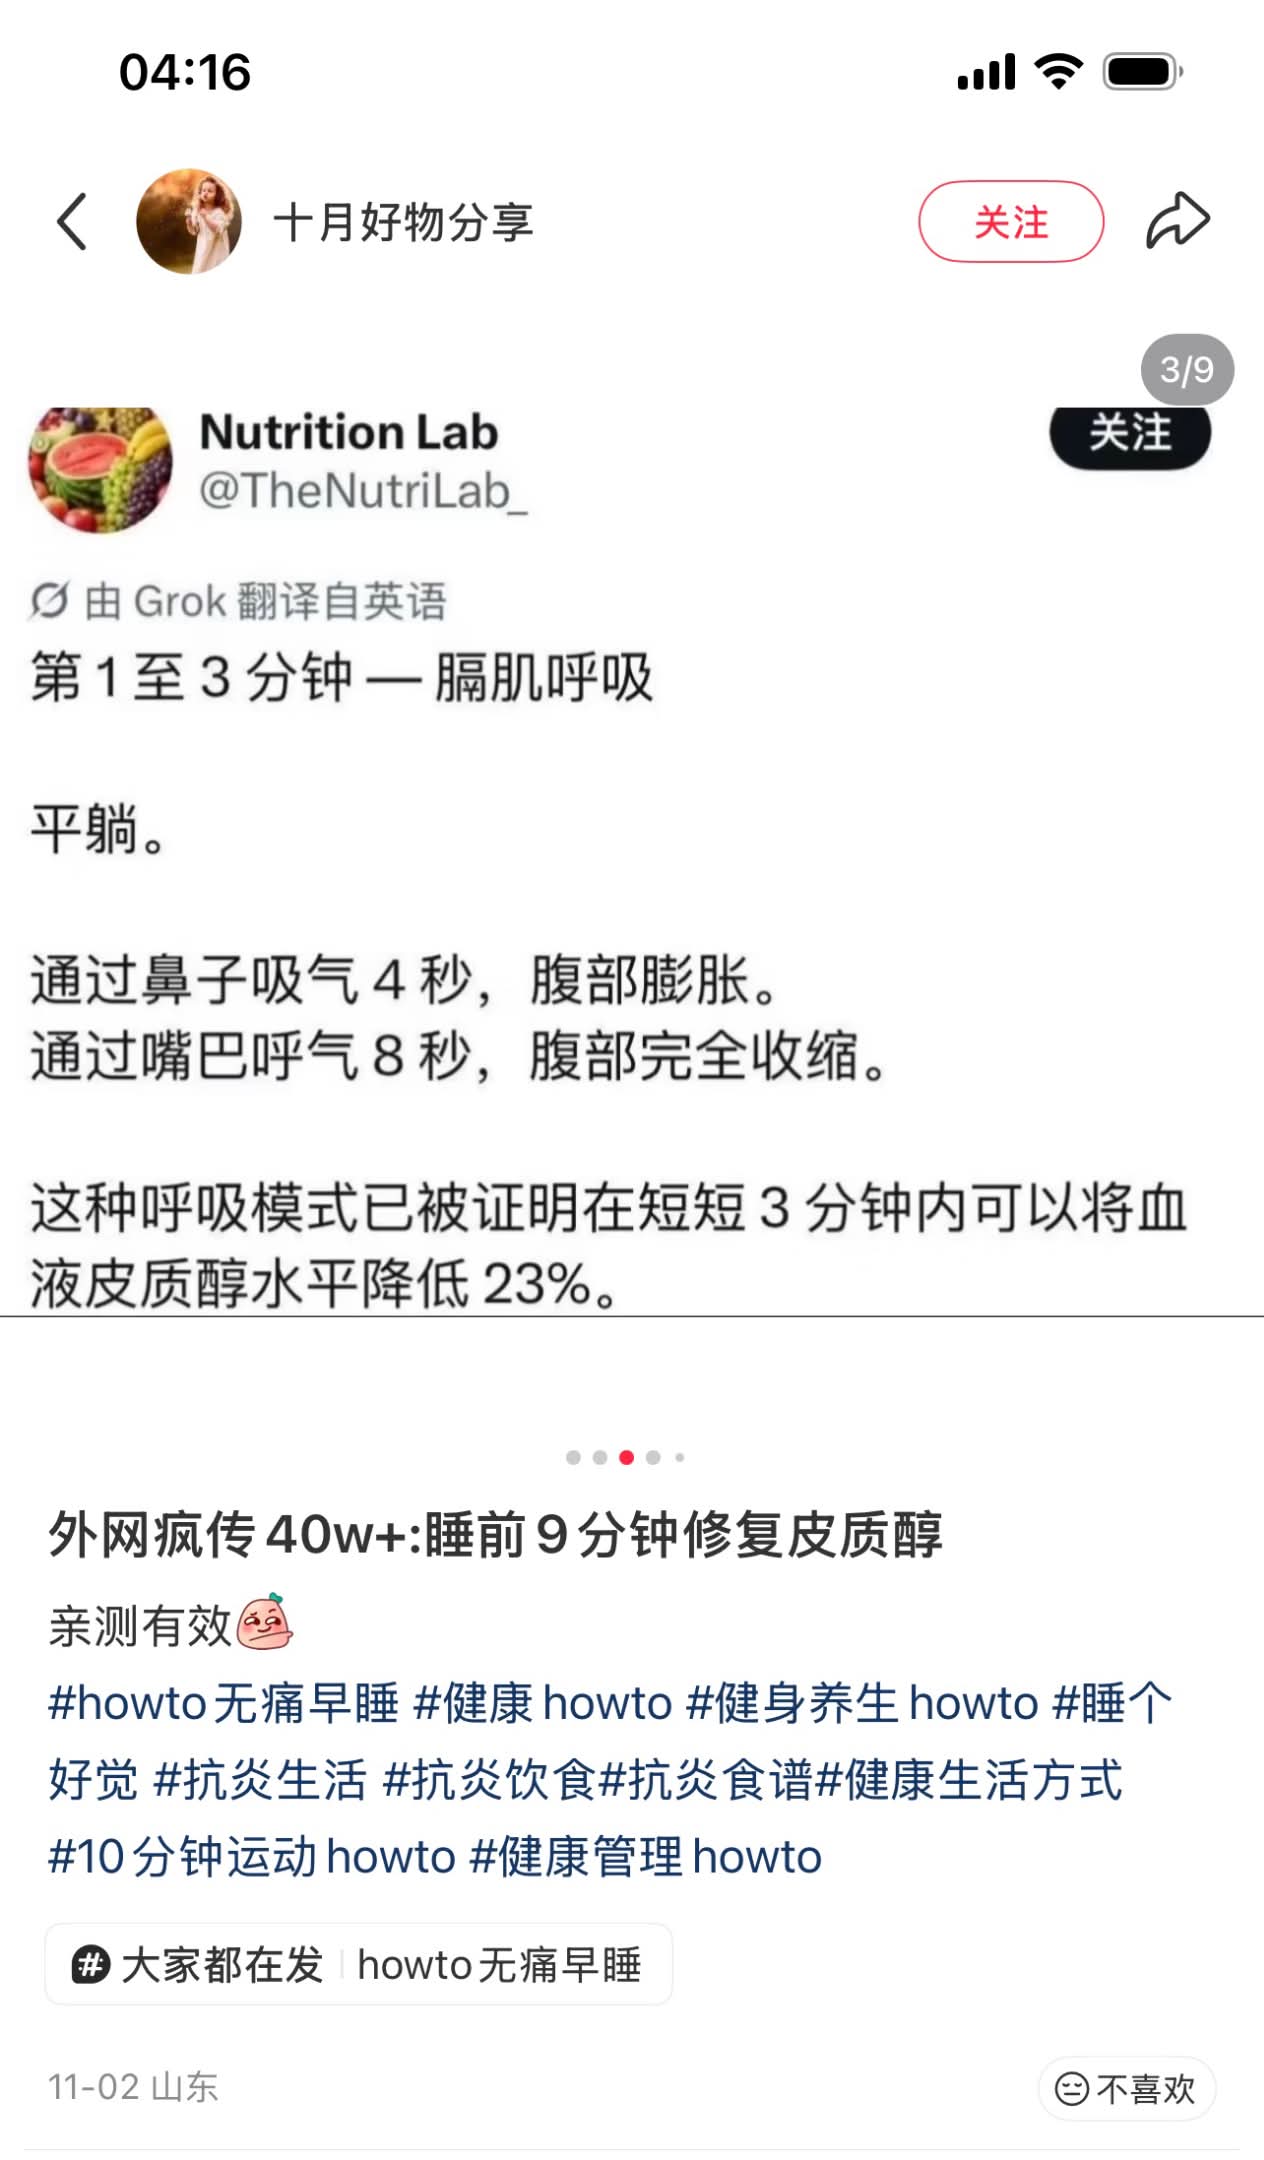 04:16
十月好物分享
关注
3/9
Nutrition Lab
关注
@TheNutriLab_
由 Grok 翻译自英语
第 1 至 3 分钟 — 膈肌呼吸
平躺。
通过鼻子吸气 4 秒，腹部膨胀。
通过嘴巴呼气 8 秒，腹部完全收缩。
这种呼吸模式已被证明在短短 3 分钟内可以将血
液皮质醇水平降低 23%。
外网疯传40w+:睡前9分钟修复皮质醇
亲测有效
#howto无痛早睡 #健康howto #健身养生howto #睡个
好觉 #抗炎生活 #抗炎饮食#抗炎食谱#健康生活方式
#10分钟运动howto #健康管理howto
# 大家都在发 | howto无痛早睡
11-02 山东
不喜欢